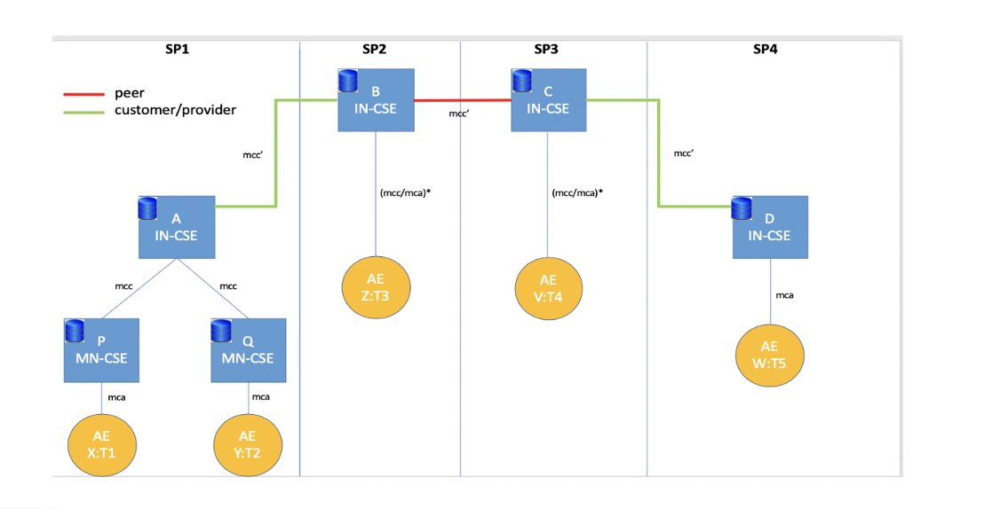 SP1
SP2
SP3
SP4
peer
customer/provider
B
IN-CSE
C
IN-CSE
mcc’
mcc’
mcc’
(mcc/mca)*
(mcc/mca)*
A
IN-CSE
D
IN-CSE
AE
Z:T3
AE
V:T4
mcc
mcc
mca
P
MN-CSE
Q
MN-CSE
AE
W:T5
mca
mca
AE
X:T1
AE
Y:T2